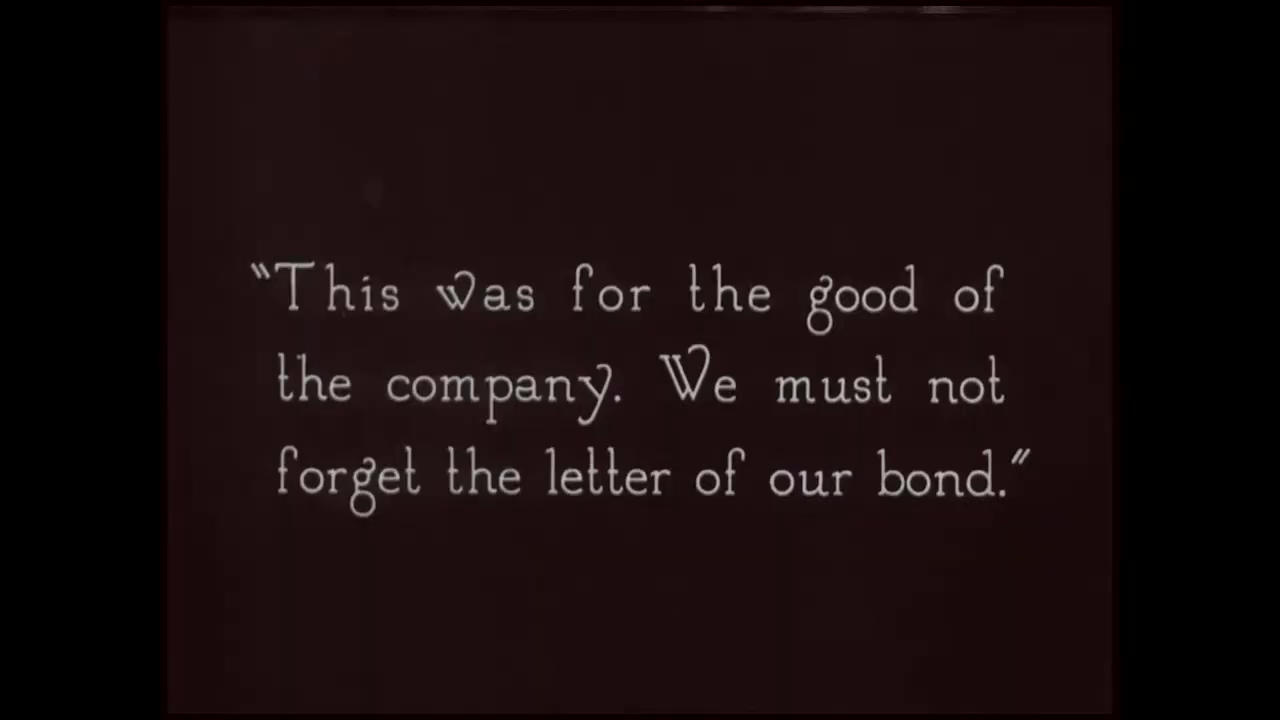 "This was for the good of
the company. We must not
forget the letter of our bond."